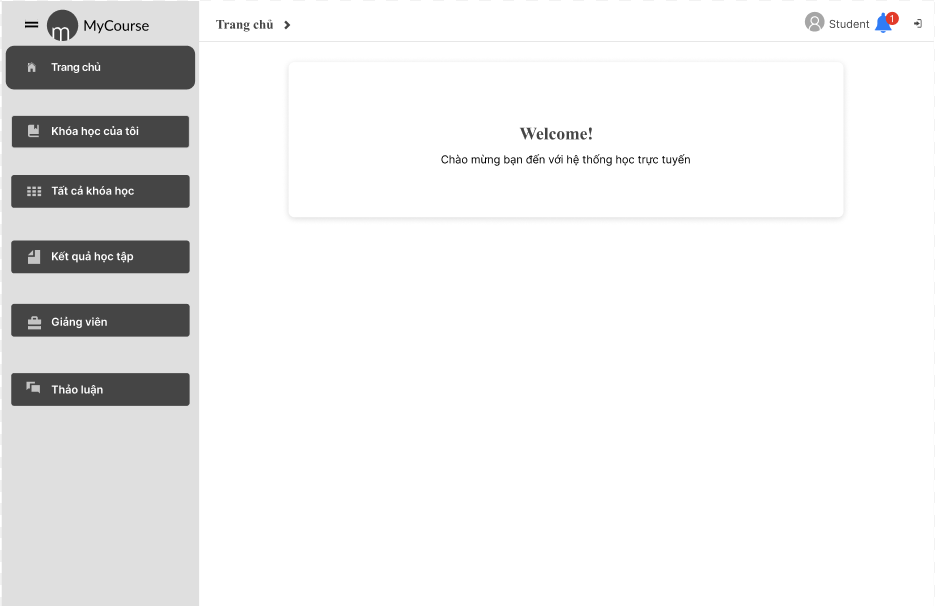 m MyCourse
Trang chủ
Student
1
Trang chủ
Khóa học của tôi
Tất cả khóa học
Kết quả học tập
Giảng viên
Thảo luận
Welcome!
Chào mừng bạn đến với hệ thống học trực tuyến